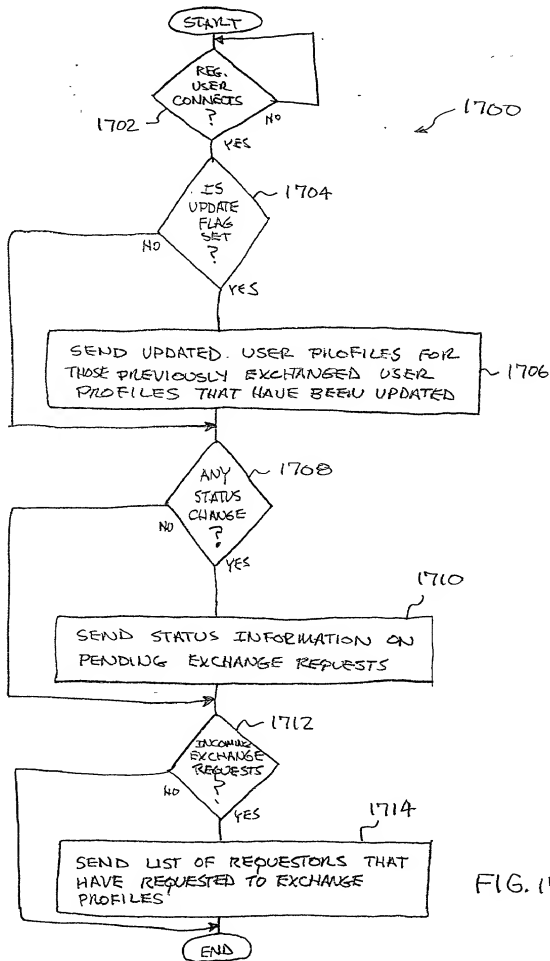 START
REG.
USER
CONNECTS
?
1702
NO
YES
1700
1704
IS
UPDATE
FLAG
SET
?
NO
YES
SEND UPDATED. USER PILOFILES FOR
THOSE PREVIOUSLY EXCHANGED USER
PROFILES THAT HAVE BEEN UPDATED
1706
1708
ANY
STATUS
CHANGE
?
NO
YES
1710
SEND STATUS INFORMATION ON
PENDING EXCHANGE REQUESTS
1712
INCOMING
EXCHANGE
REQUESTS
?
NO
YES
1714
SEND LIST OF REQUESTORS THAT
HAVE REQUESTED TO EXCHANGE
PROFILES
FIG.
END